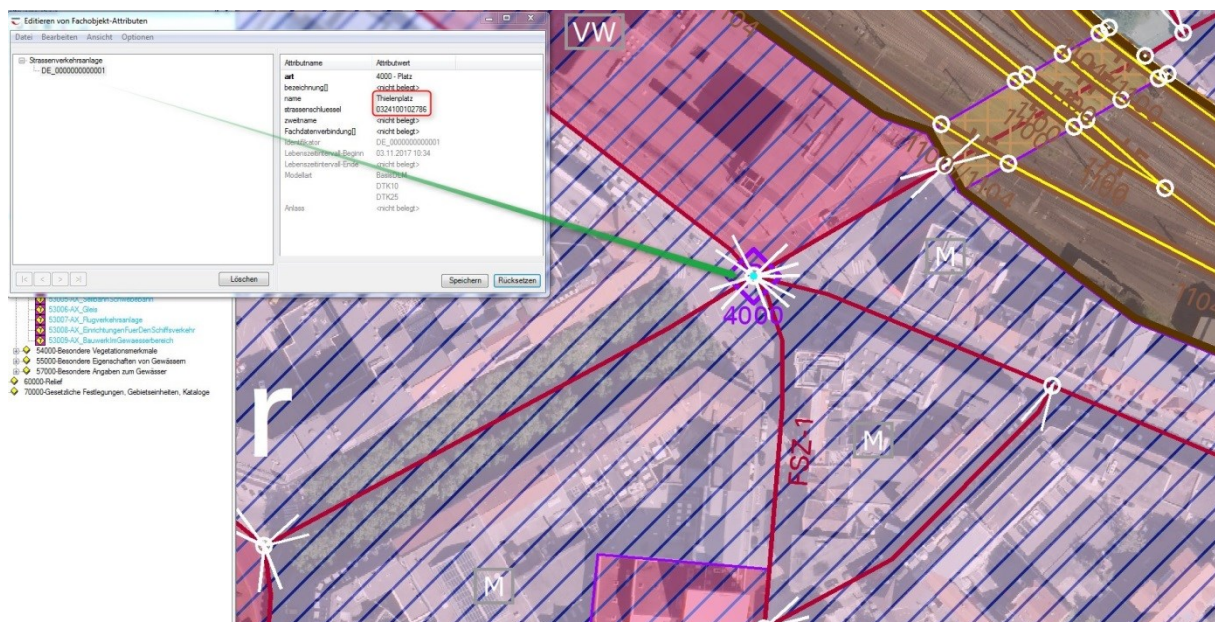 Editieren von Fachobjekt-Attributen
Datei Bearbeiten Ansicht Optionen
Strassenverkehrsanlage
DE_0000000000001
Attributname Attributwert
art 4000 - Platz
bezeichnung[] <nicht belegt>
name Thielenplatz
strassenschluessel 0324100102786
zweitname <nicht belegt>
Fachdatenverbindung[] <nicht belegt>
Identifikator DE_0000000000001
Lebenszeitintervall-Beginn 03.11.2017 10:34
Lebenszeitintervall-Ende <nicht belegt>
Modellart BasisDLM
DTK10
DTK25
Anlass <nicht belegt>
|< < > >|
Löschen
Speichern Rücksetzen
53005-AX_SeilbahnSchwebebahn
53006-AX_Gleis
53007-AX_Flugverkehrsanlage
53008-AX_EinrichtungenFuerDenSchiffsverkehr
53009-AX_BauwerkImGewaesserbereich
54000-Besondere Vegetationsmerkmale
55000-Besondere Eigenschaften von Gewässern
57000-Besondere Angaben zum Gewässer
60000-Relief
70000-Gesetzliche Festlegungen, Gebietseinheiten, Kataloge
VW
M
4000
r
FSZ-1
M
M
1104